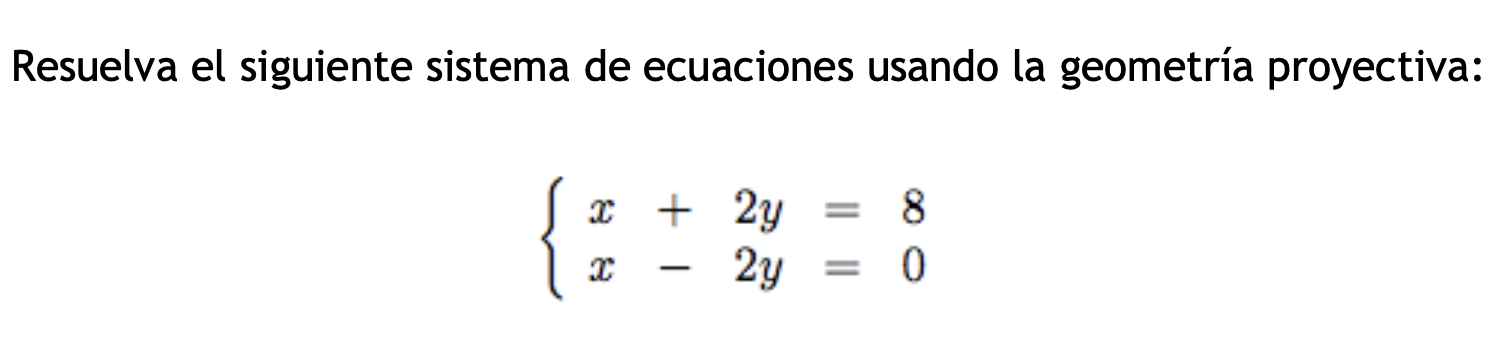 Resuelva el siguiente sistema de ecuaciones usando la geometría proyectiva:
x + 2y = 8
x − 2y = 0